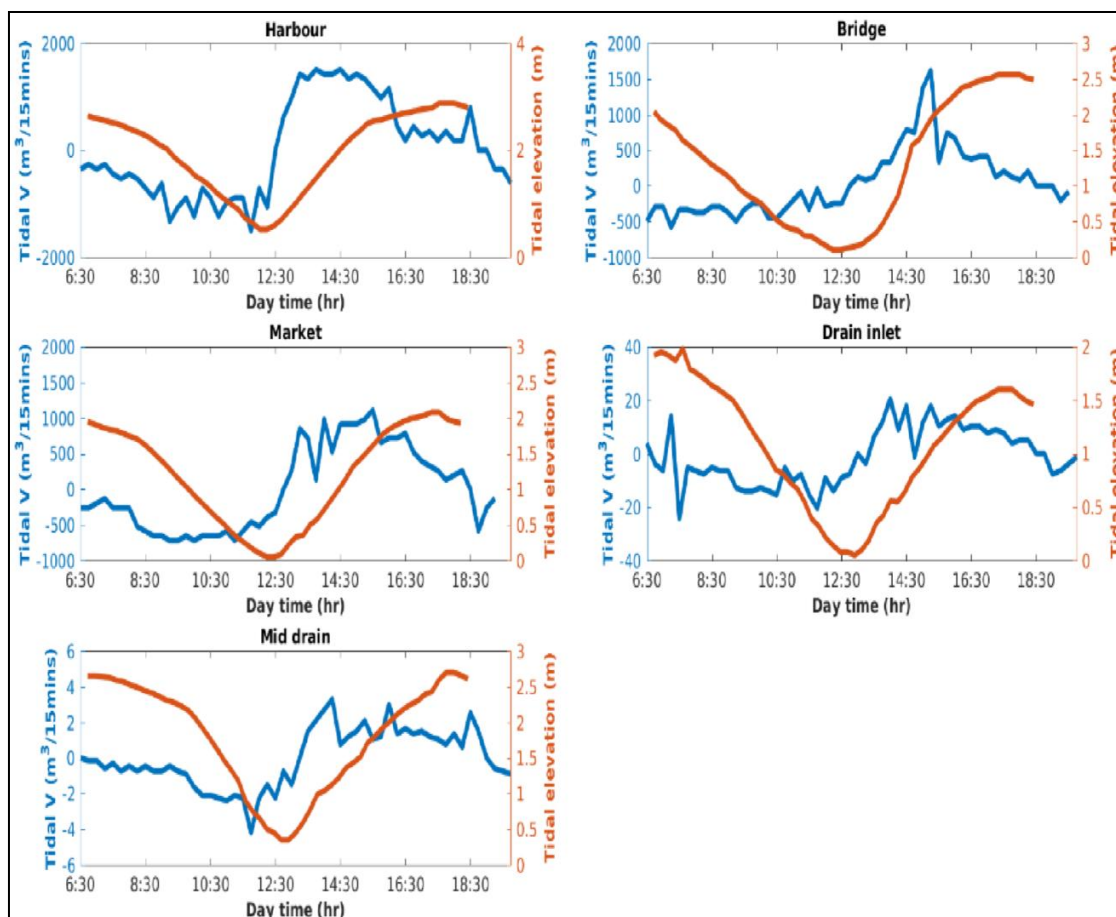 Harbour
Tidal V (m³/15mins)
2000
0
-2000
Tidal elevation (m)
4
2
0
6:30 8:30 10:30 12:30 14:30 16:30 18:30
Day time (hr)
Bridge
Tidal V (m³/15mins)
2000
1500
1000
500
0
-500
-1000
Tidal elevation (m)
3
2.5
2
1.5
1
0.5
0
6:30 8:30 10:30 12:30 14:30 16:30 18:30
Day time (hr)
Market
Tidal V (m³/15mins)
2000
1500
1000
500
0
-500
-1000
Tidal elevation (m)
3
2.5
2
1.5
1
0.5
0
6:30 8:30 10:30 12:30 14:30 16:30 18:30
Day time (hr)
Drain inlet
Tidal V (m³/15mins)
40
20
0
-20
-40
Tidal elevation (m)
2
1.5
1
0.5
0
6:30 8:30 10:30 12:30 14:30 16:30 18:30
Day time (hr)
Mid drain
Tidal V (m³/15mins)
6
4
2
0
-2
-4
-6
Tidal elevation (m)
3
2.5
2
1.5
1
0.5
0
6:30 8:30 10:30 12:30 14:30 16:30 18:30
Day time (hr)